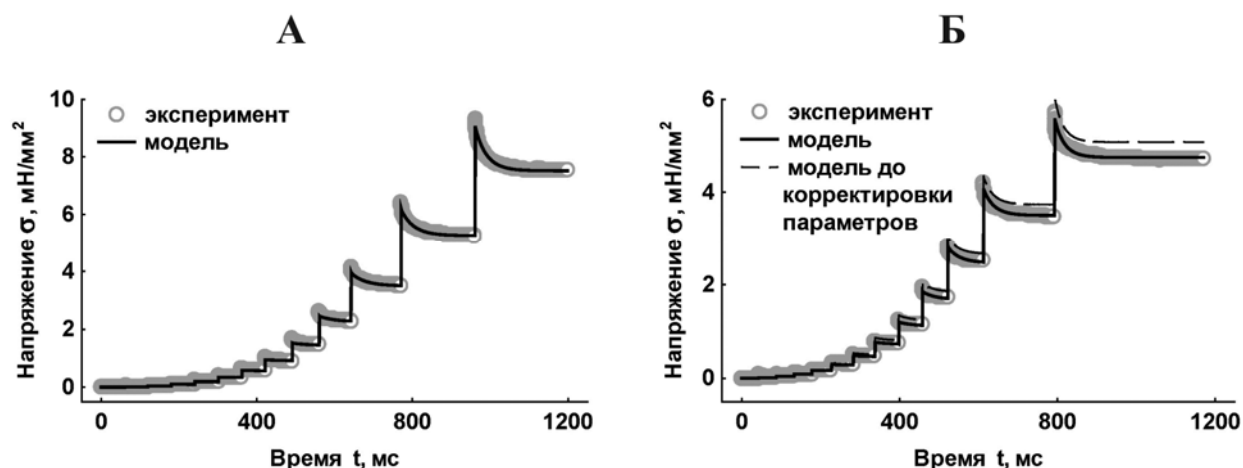 А
Напряжение σ, мН/мм²
10
8
6
4
2
0
эксперимент
модель
0
400
800
1200
Время t, мс
Б
Напряжение σ, мН/мм²
6
4
2
0
эксперимент
модель
модель до
корректировки
параметров
0
400
800
1200
Время t, мс